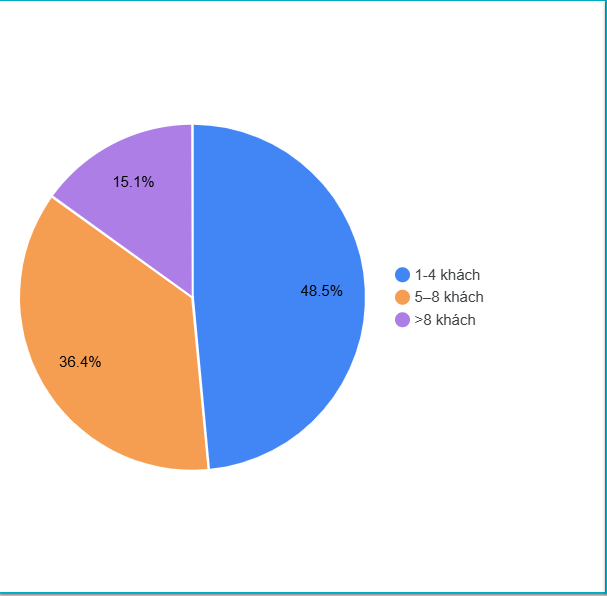 15.1%
48.5%
36.4%
1-4 khách
5–8 khách
>8 khách